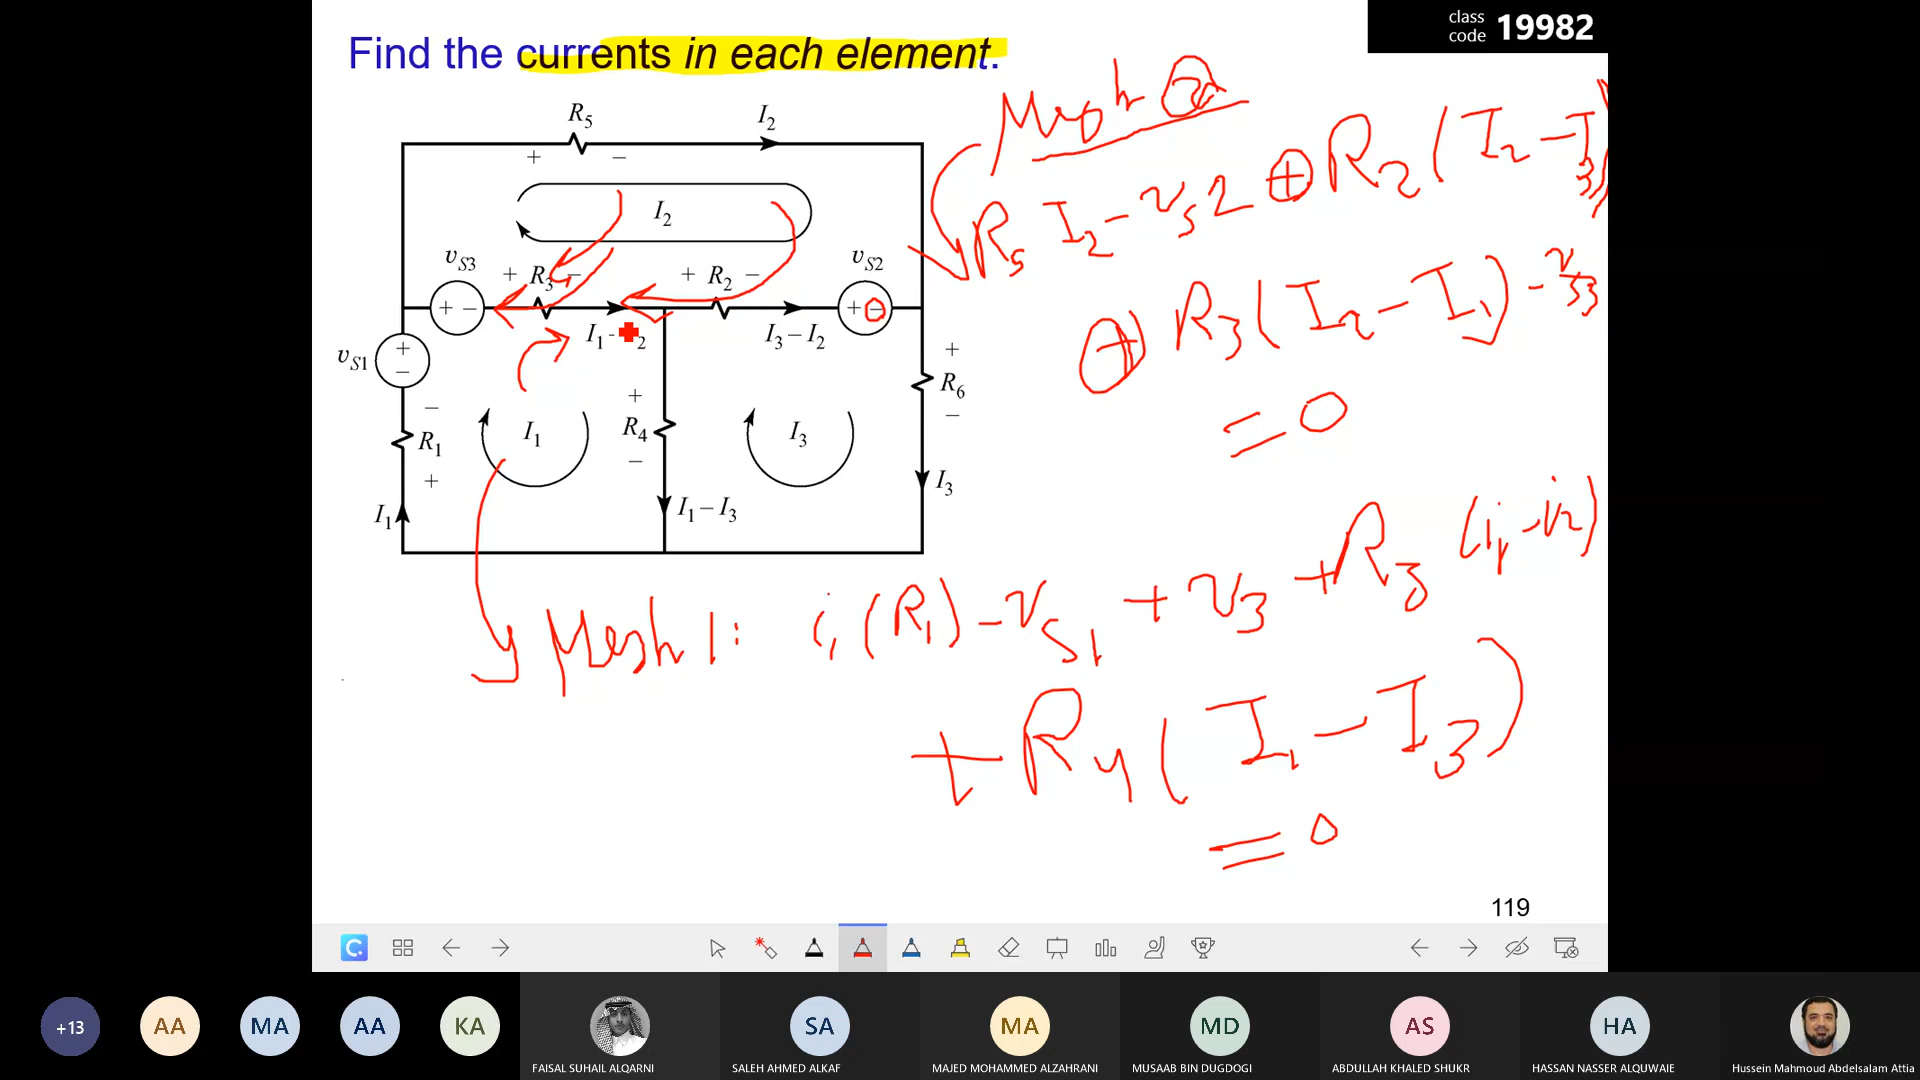 class code 19982
Find the currents in each element.
R5
I2
+ −
I2
vS3
+ R3 −
+ R2 −
vS2
+ −
+ −
I1 - 2
I3 – I2
vS1
+
−
+
R6
−
−
R1
+
I1
+
R4
−
I3
I1
I1 – I3
I3
Mesh 2
R5 I2 - vS2 + R2 (I2 - I3)
+ R3 (I2 - I1) - vS3
= 0
Mesh 1: i1 (R1) - vS1 + v3 + R3 (i1 - i2)
+ R4 ( I1 - I3 )
= 0
119
C
+13
AA
MA
AA
KA
SA
MA
MD
AS
HA
FAISAL SUHAIL ALQARNI
SALEH AHMED ALKAF
MAJED MOHAMMED ALZAHRANI
MUSAAB BIN DUGDOGI
ABDULLAH KHALED SHUKR
HASSAN NASSER ALQUWAIE
Hussein Mahmoud Abdelsalam Attia